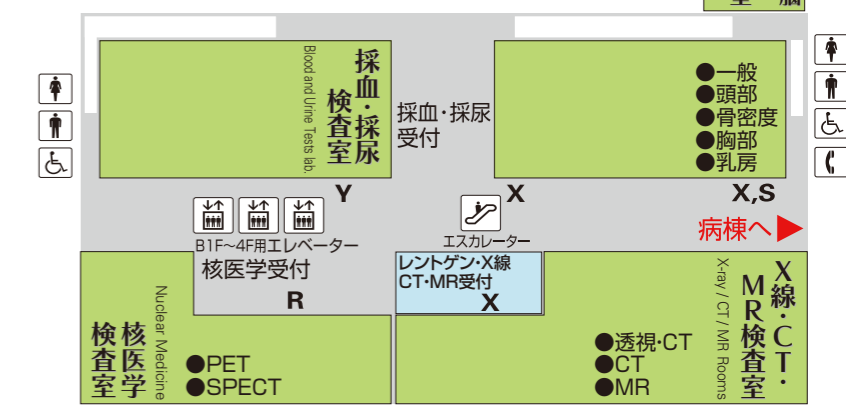 室 脳
採血・採尿
検査室
Blood and Urine Tests lab.
採血・採尿
受付
●一般
●頭部
●骨密度
●胸部
●乳房
Y
X
X,S
B1F～4F用エレベーター
エスカレーター
病棟へ
核医学受付
R
レントゲン・X線
CT・MR受付
X
核医学
検査室
Nuclear Medicine
●PET
●SPECT
●透視・CT
●CT
●MR
X線・CT・
MR検査室
X-ray / CT / MR Rooms